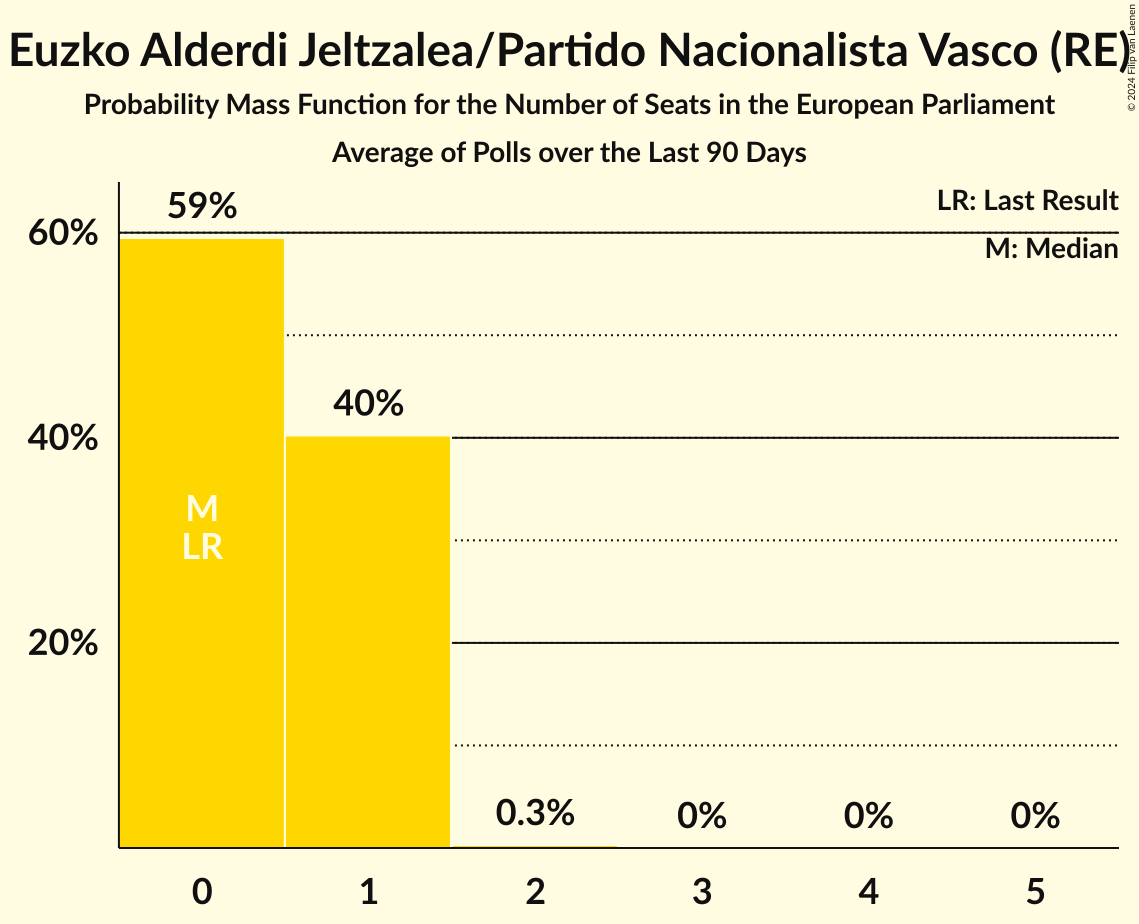 Euzko Alderdi Jeltzalea/Partido Nacionalista Vasco (RE)
© 2024 Filip van Laenen
Probability Mass Function for the Number of Seats in the European Parliament
Average of Polls over the Last 90 Days
LR: Last Result
M: Median
59%
60%
40%
40%
M
LR
20%
0.3%
0%
0%
0%
0
1
2
3
4
5